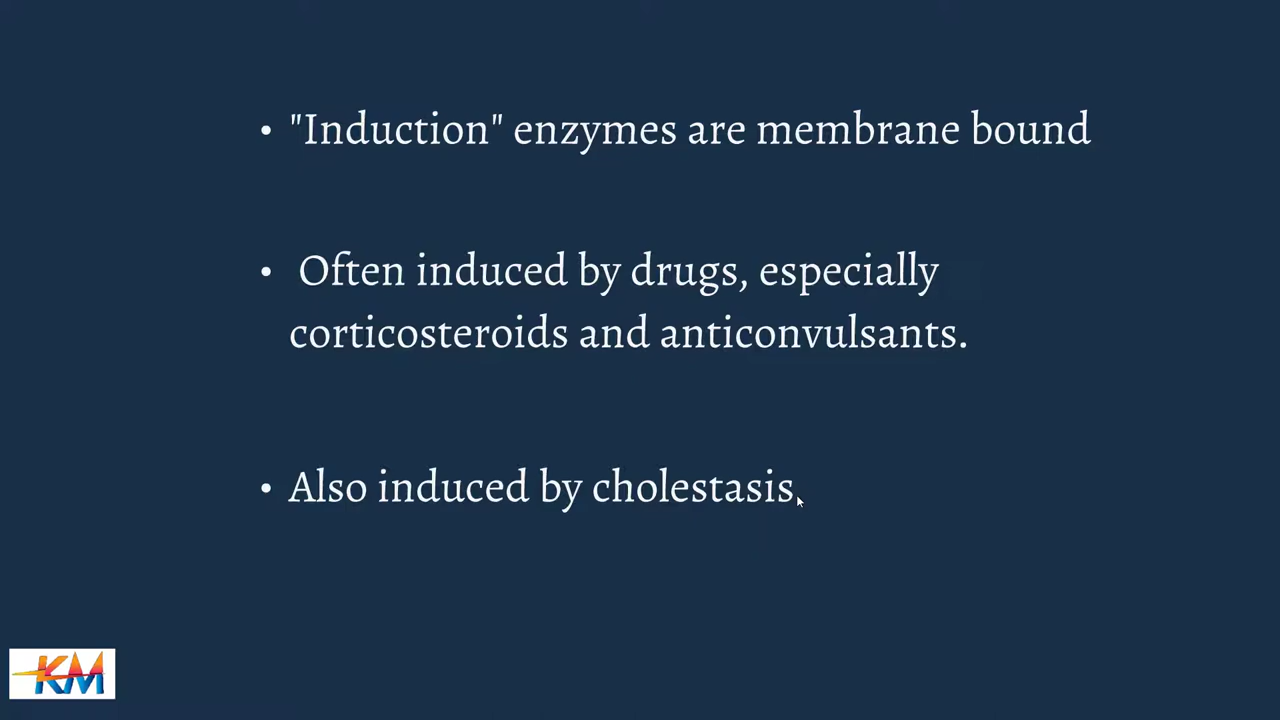 • "Induction" enzymes are membrane bound
• Often induced by drugs, especially
corticosteroids and anticonvulsants.
• Also induced by cholestasis.
KM